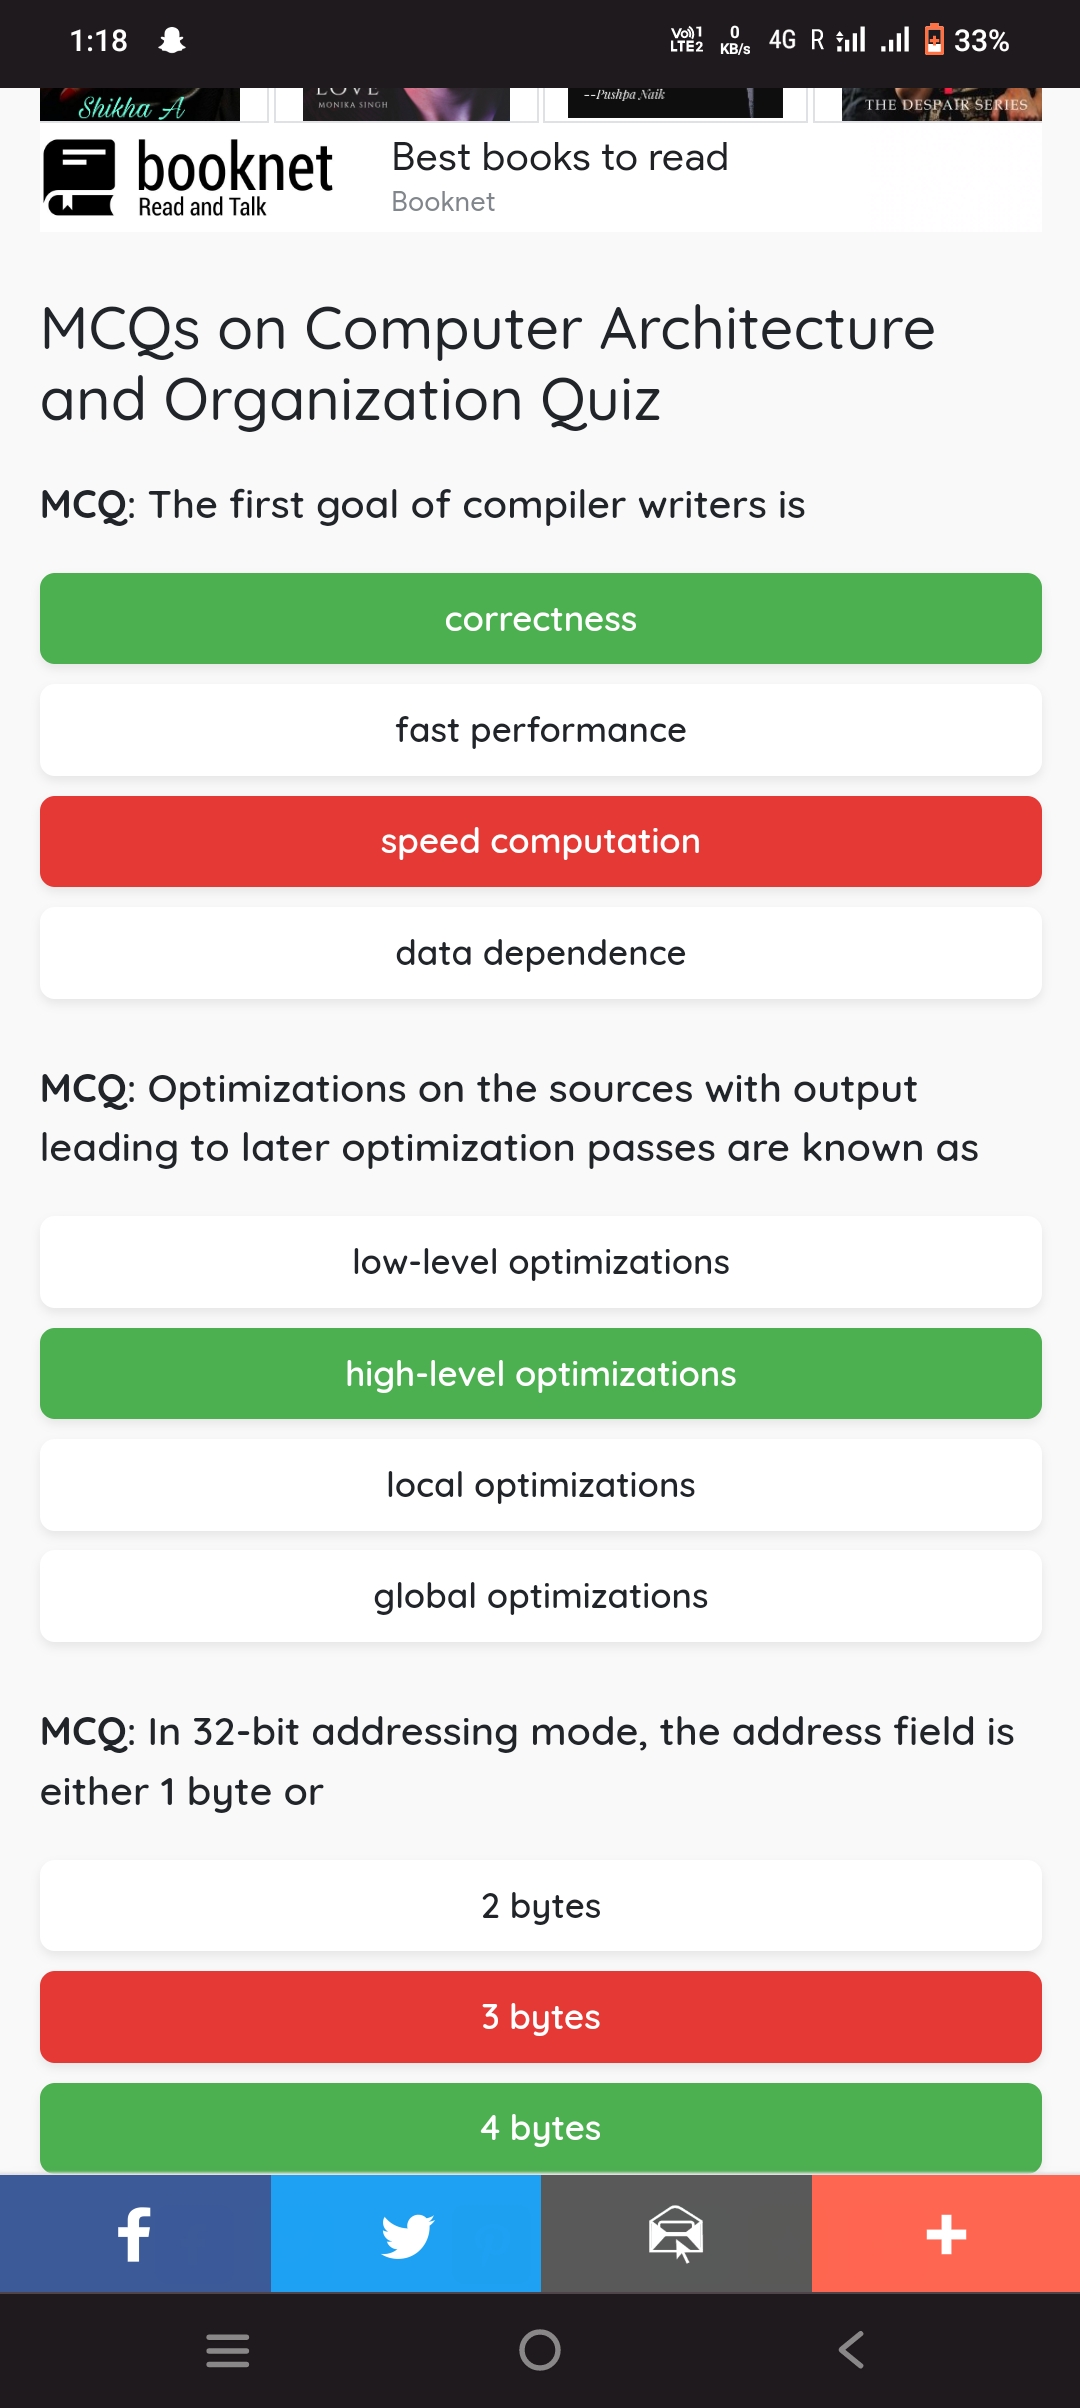 1:18
Vo))1
LTE2
0
KB/s
4G
R
33%
Shikha A
LOVE
MONIKA SINGH
--Pushpa Naik
THE DESPAIR SERIES
booknet
Read and Talk
Best books to read
Booknet
MCQs on Computer Architecture
and Organization Quiz
MCQ: The first goal of compiler writers is
correctness
fast performance
speed computation
data dependence
MCQ: Optimizations on the sources with output
leading to later optimization passes are known as
low-level optimizations
high-level optimizations
local optimizations
global optimizations
MCQ: In 32-bit addressing mode, the address field is
either 1 byte or
2 bytes
3 bytes
4 bytes